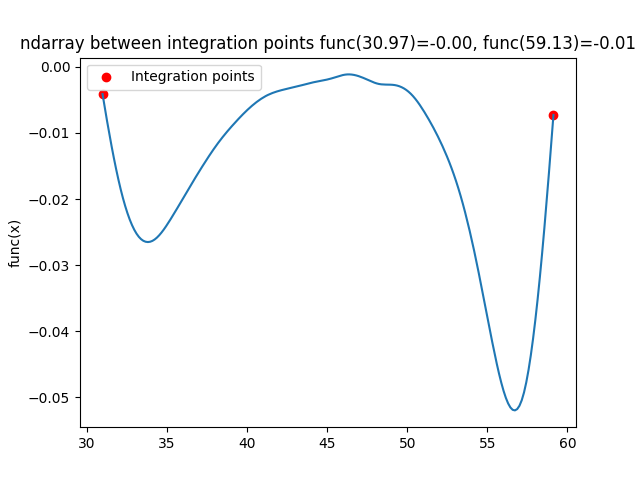 ndarray between integration points func(30.97)=-0.00, func(59.13)=-0.01
Integration points
func(x)
0.00
−0.01
−0.02
−0.03
−0.04
−0.05
30 35 40 45 50 55 60